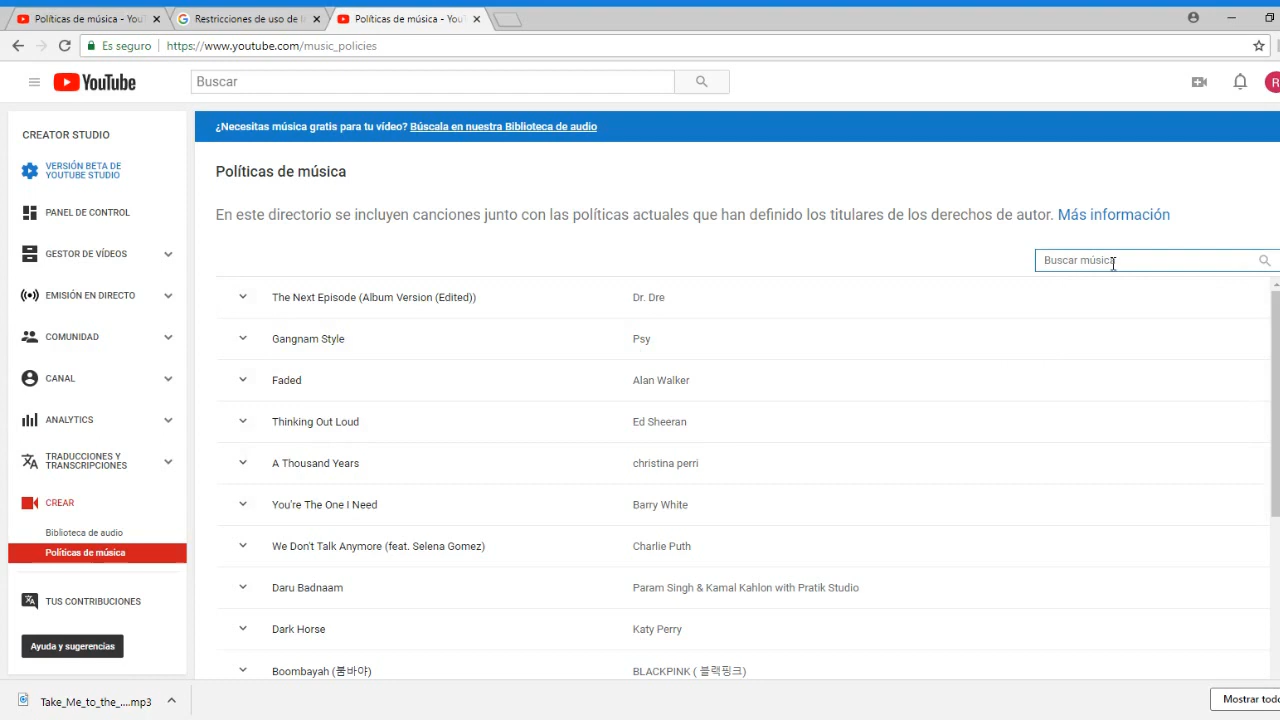 Políticas de música - YouT
Restricciones de uso de l
Políticas de música - YouT
Es seguro
https://www.youtube.com/music_policies
YouTube
Buscar
R
CREATOR STUDIO
VERSIÓN BETA DE
YOUTUBE STUDIO
PANEL DE CONTROL
GESTOR DE VÍDEOS
EMISIÓN EN DIRECTO
COMUNIDAD
CANAL
ANALYTICS
TRADUCCIONES Y
TRANSCRIPCIONES
CREAR
Biblioteca de audio
Políticas de música
TUS CONTRIBUCIONES
Ayuda y sugerencias
¿Necesitas música gratis para tu vídeo? Búscala en nuestra Biblioteca de audio
Políticas de música
En este directorio se incluyen canciones junto con las políticas actuales que han definido los titulares de los derechos de autor. Más información
Buscar música
The Next Episode (Album Version (Edited)) Dr. Dre
Gangnam Style Psy
Faded Alan Walker
Thinking Out Loud Ed Sheeran
A Thousand Years christina perri
You're The One I Need Barry White
We Don't Talk Anymore (feat. Selena Gomez) Charlie Puth
Daru Badnaam Param Singh & Kamal Kahlon with Pratik Studio
Dark Horse Katy Perry
Boombayah (붐바야) BLACKPINK ( 블랙핑크)
Take_Me_to_the_....mp3
Mostrar todo